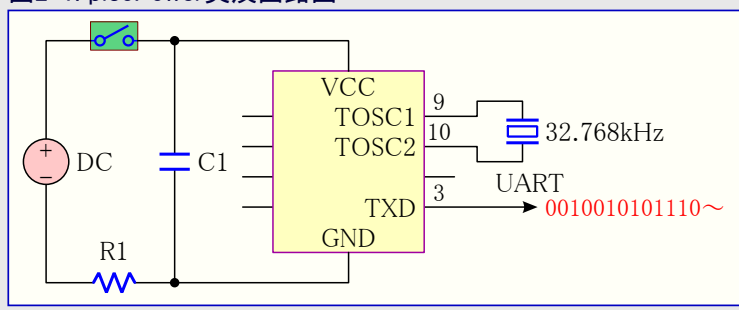 VCC
TOSC1
9
TOSC2
10
32.768kHz
DC
C1
UART
TXD
3
0010010101110～
GND
R1